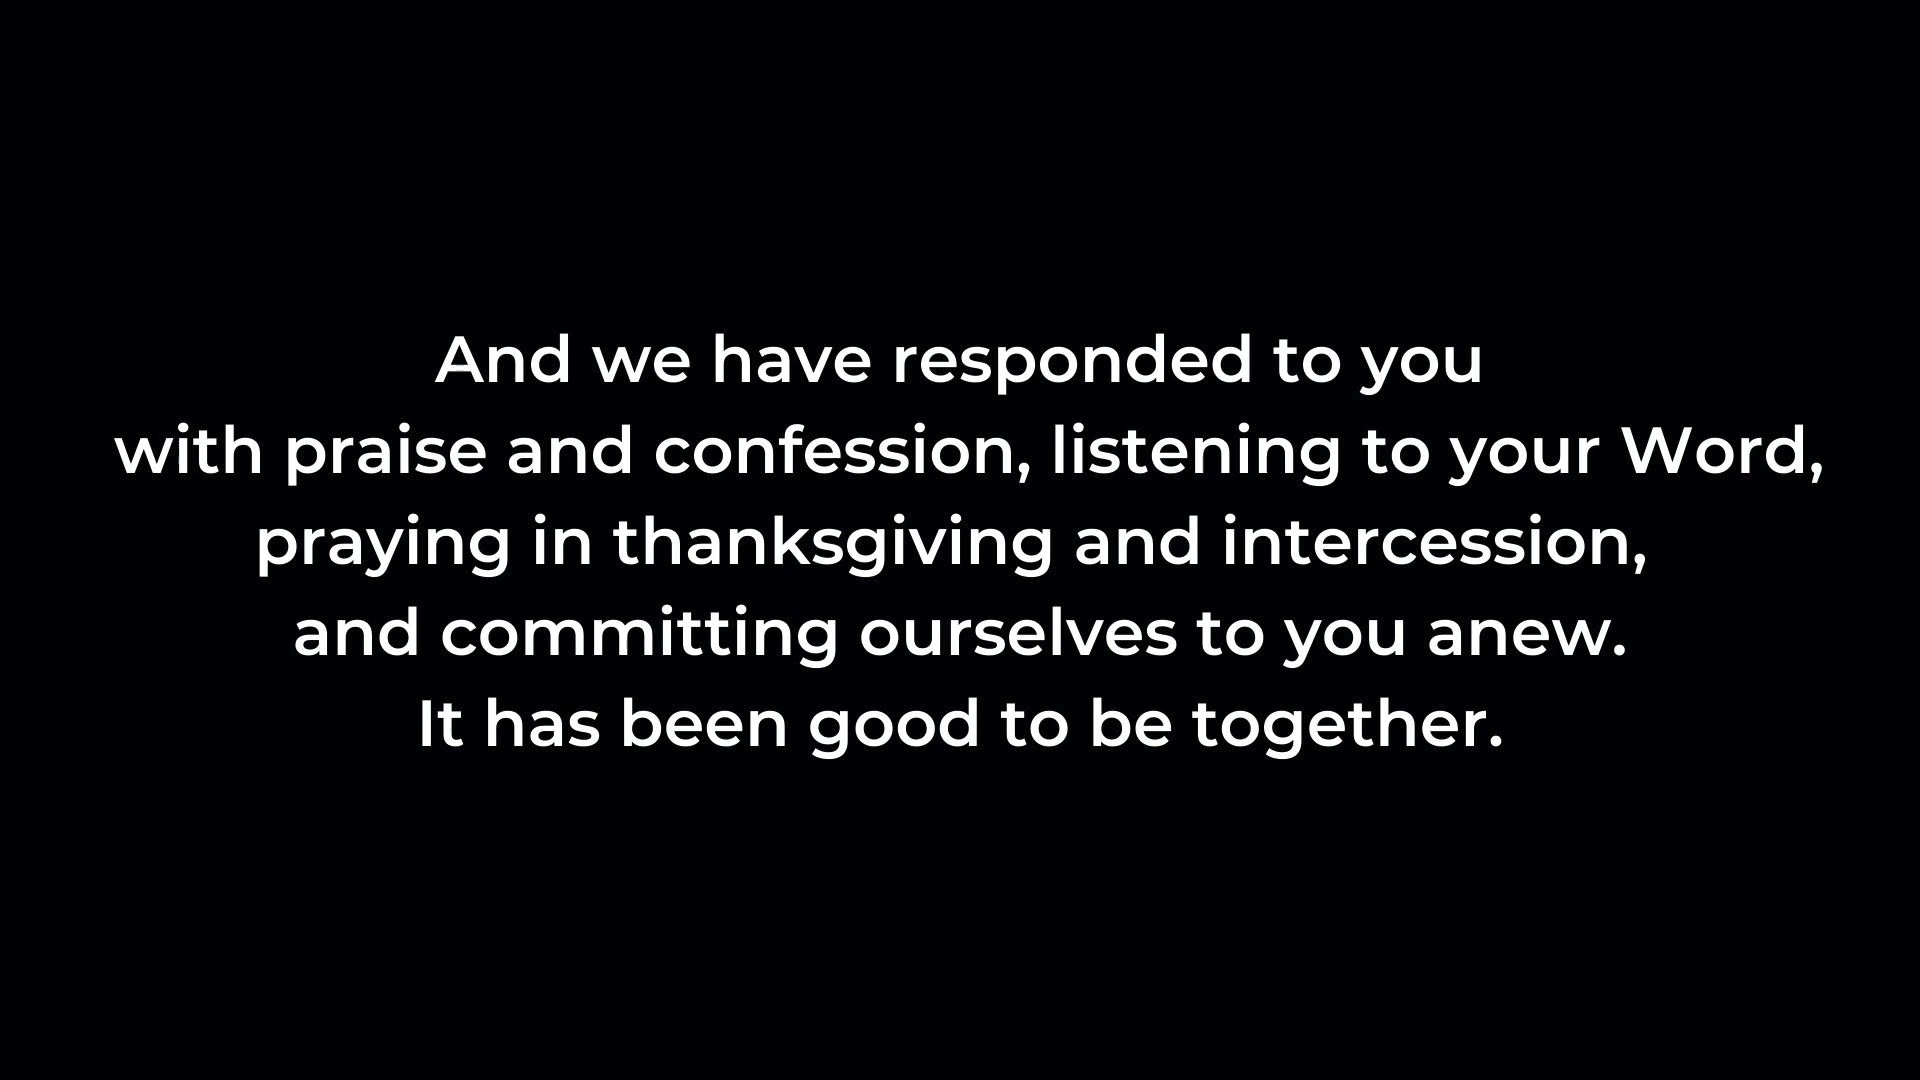 And we have responded to you
with praise and confession, listening to your Word,
praying in thanksgiving and intercession,
and committing ourselves to you anew.
It has been good to be together.